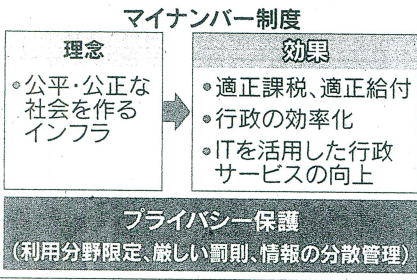 マイナンバー制度
理念
・公平・公正な
社会を作る
インフラ
効果
・適正課税、適正給付
・行政の効率化
・ITを活用した行政
サービスの向上
プライバシー保護
(利用分野限定、厳しい罰則、情報の分散管理)